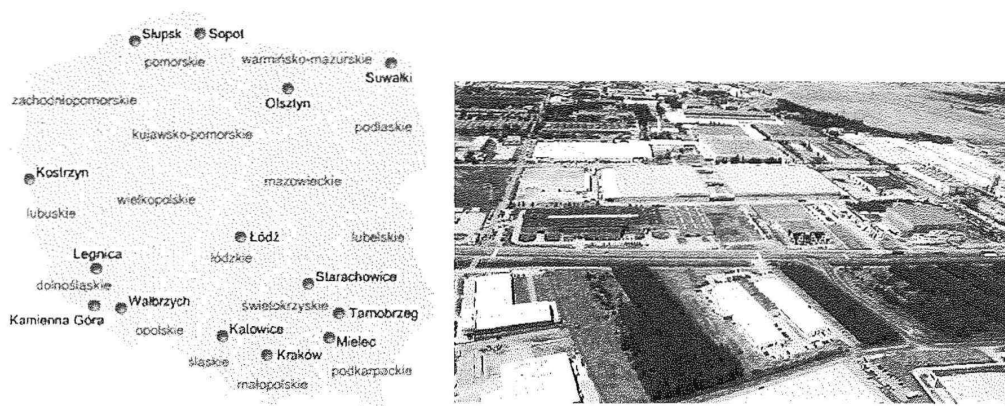 Słupsk
Sopot
pomorskie
warmińsko-mazurskie
Suwałki
Olsztyn
zachodniopomorskie
podlaskie
kujawsko-pomorskie
Kostrzyn
mazowieckie
wielkopolskie
lubuskie
Łódź
lubelskie
łódzkie
Legnica
Starachowice
dolnośląskie
Wałbrzych
świętokrzyskie
Tarnobrzeg
Kamienna Góra
opolskie
Katowice
Mielec
śląskie
Kraków
podkarpackie
małopolskie